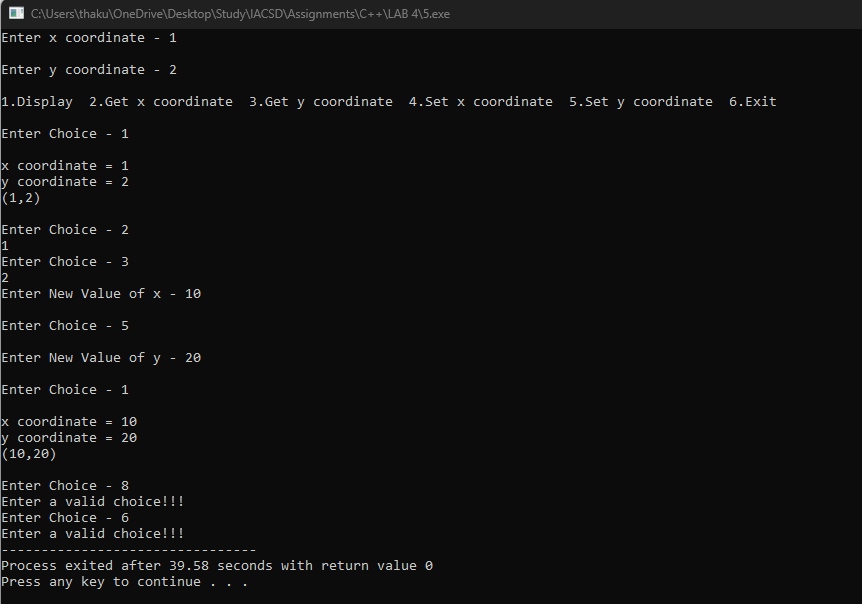 C:\Users\thaku\OneDrive\Desktop\Study\IACSD\Assignments\C++\LAB 4\5.exe
Enter x coordinate - 1
Enter y coordinate - 2
1.Display  2.Get x coordinate  3.Get y coordinate  4.Set x coordinate  5.Set y coordinate  6.Exit
Enter Choice - 1
x coordinate = 1
y coordinate = 2
(1,2)
Enter Choice - 2
1
Enter Choice - 3
2
Enter New Value of x - 10
Enter Choice - 5
Enter New Value of y - 20
Enter Choice - 1
x coordinate = 10
y coordinate = 20
(10,20)
Enter Choice - 8
Enter a valid choice!!!
Enter Choice - 6
Enter a valid choice!!!
--------------------------------
Process exited after 39.58 seconds with return value 0
Press any key to continue . . .